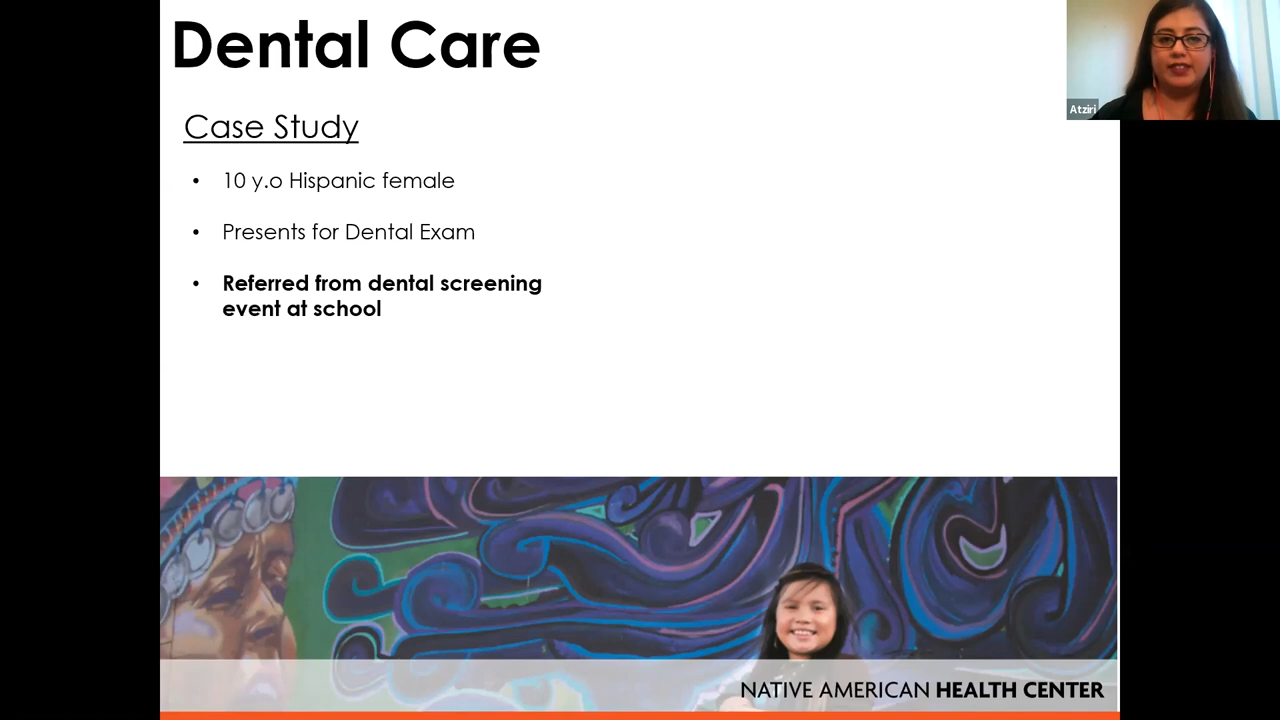 Dental Care
Atziri
Case Study
• 10 y.o Hispanic female
• Presents for Dental Exam
• Referred from dental screening
event at school
NATIVE AMERICAN HEALTH CENTER